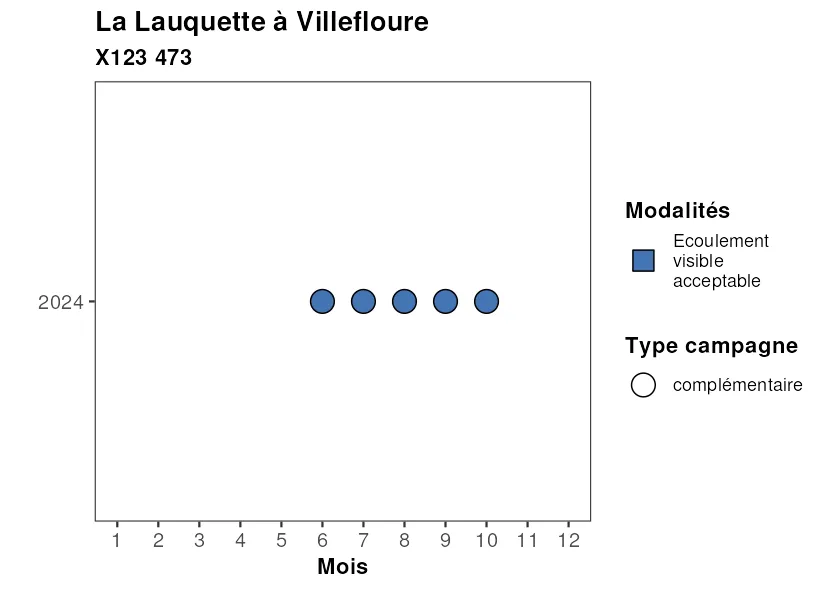 La Lauquette à Villefloure
X123 473
2024
1 2 3 4 5 6 7 8 9 10 11 12
Mois
Modalités
Ecoulement
visible
acceptable
Type campagne
complémentaire